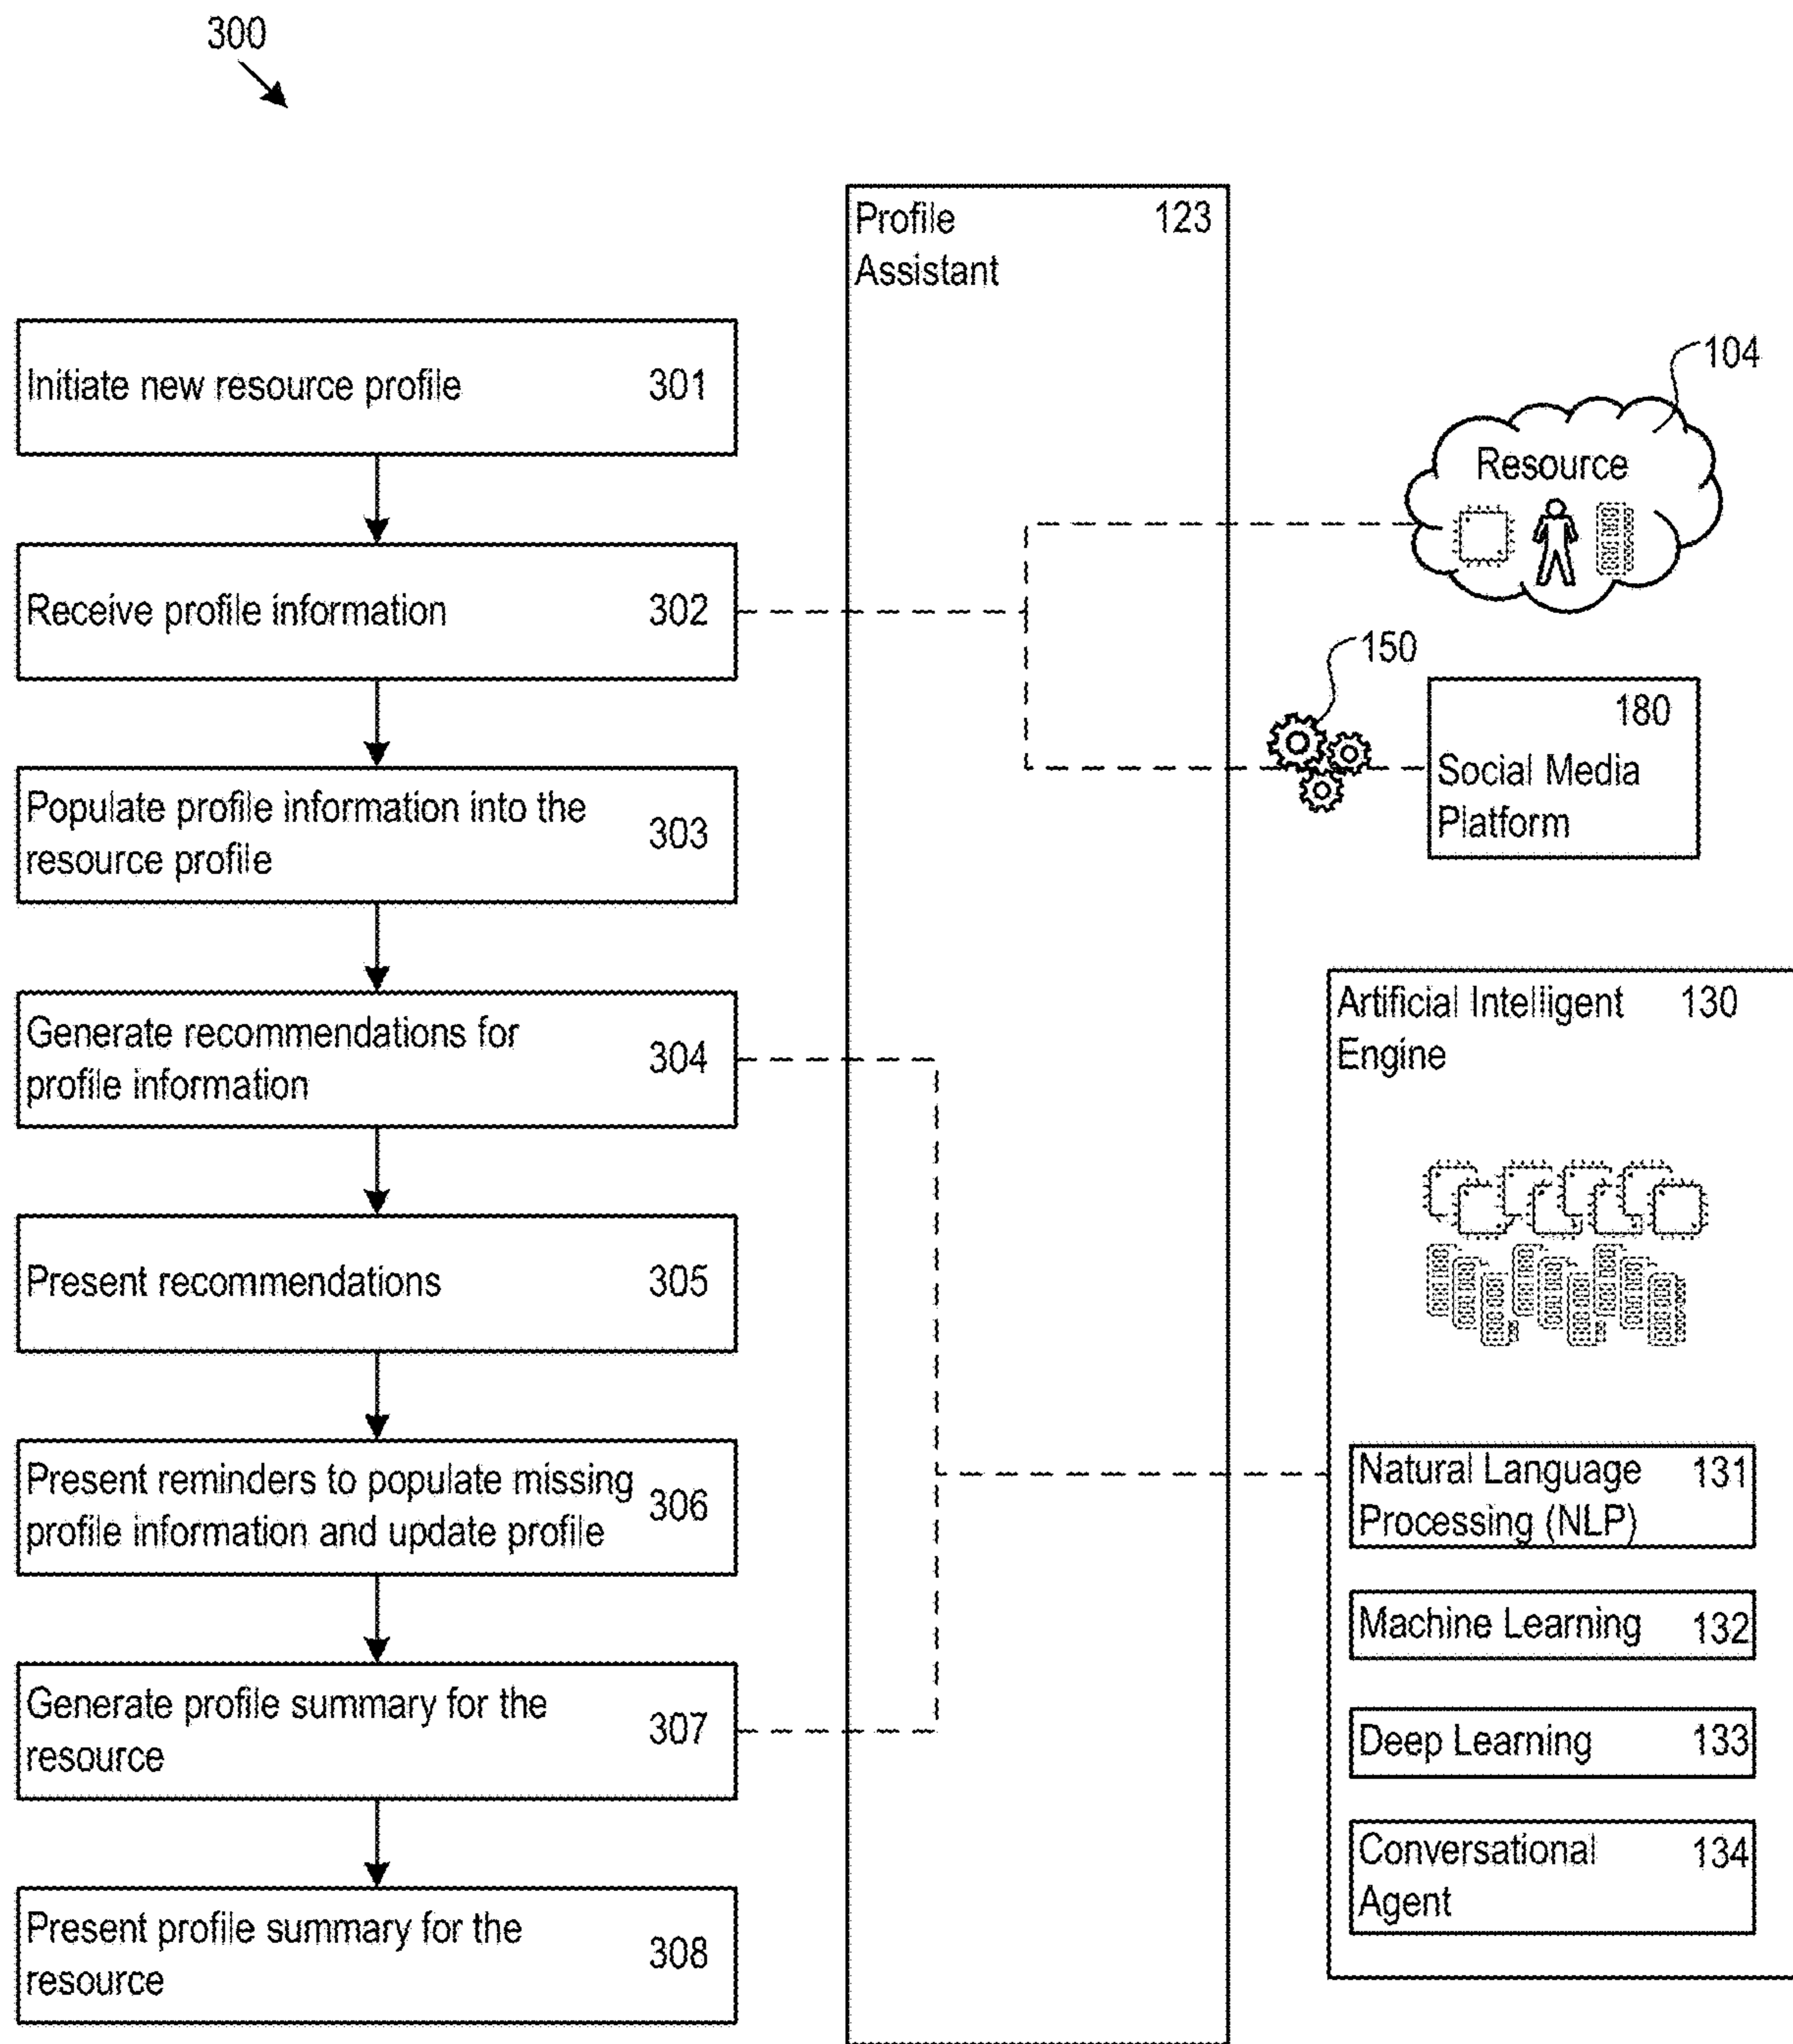 300
Profile 123
Assistant
Initiate new resource profile 301
104
Resource
Receive profile information 302
150
180
Social Media
Platform
Populate profile information into the
resource profile 303
Artificial Intelligent 130
Engine
Generate recommendations for
profile information 304
Present recommendations 305
Present reminders to populate missing
profile information and update profile 306
Natural Language 131
Processing (NLP)
Machine Learning 132
Generate profile summary for the
resource 307
Deep Learning 133
Conversational 134
Agent
Present profile summary for the
resource 308